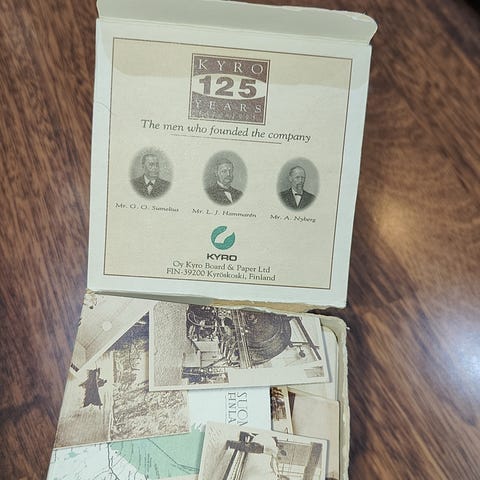 KYRO
125
YEARS
The men who founded the company
Mr. G. O. Sumelius
Mr. L. J. Hammarén
Mr. A. Nyberg
KYRO
Oy Kyro Board & Paper Ltd
FIN-39200 Kyröskoski, Finland